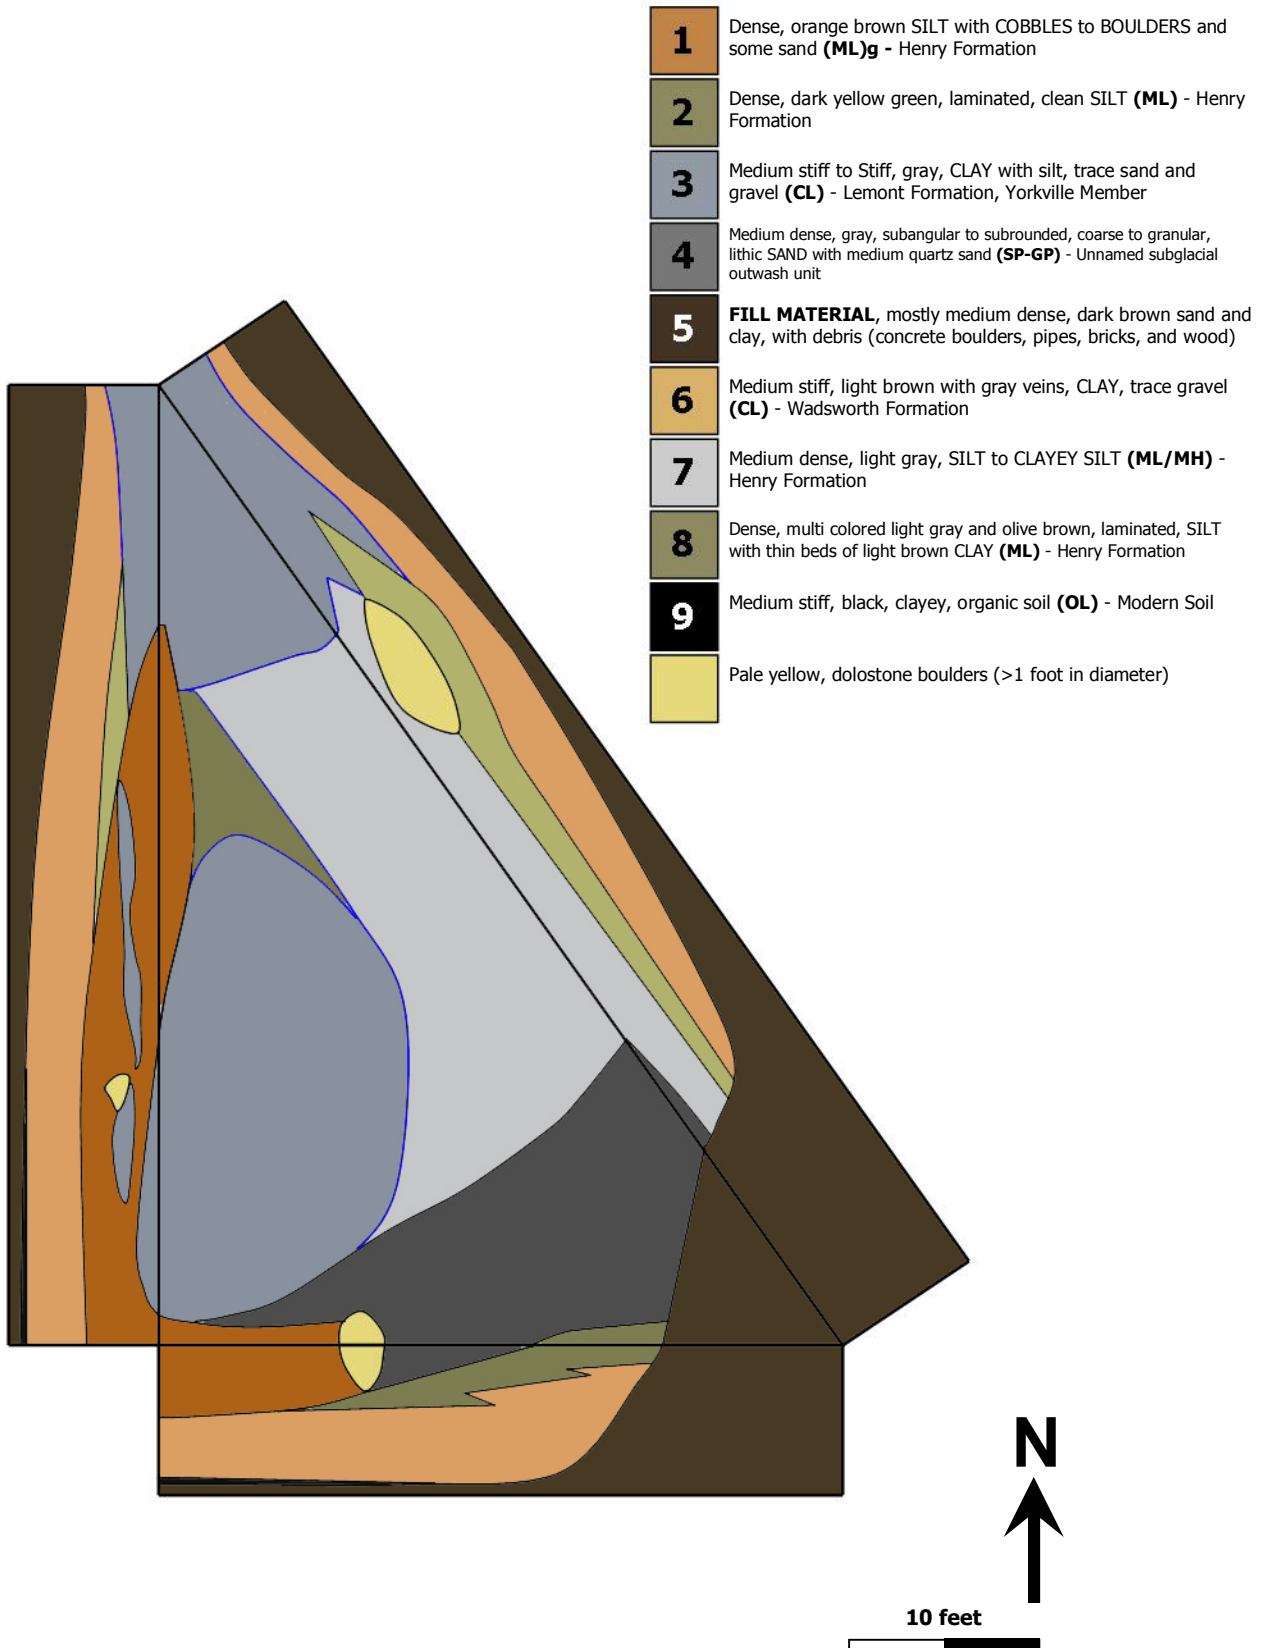 1
Dense, orange brown SILT with COBBLES to BOULDERS and
some sand (ML)g - Henry Formation
2
Dense, dark yellow green, laminated, clean SILT (ML) - Henry
Formation
3
Medium stiff to Stiff, gray, CLAY with silt, trace sand and
gravel (CL) - Lemont Formation, Yorkville Member
4
Medium dense, gray, subangular to subrounded, coarse to granular,
lithic SAND with medium quartz sand (SP-GP) - Unnamed subglacial
outwash unit
5
FILL MATERIAL, mostly medium dense, dark brown sand and
clay, with debris (concrete boulders, pipes, bricks, and wood)
6
Medium stiff, light brown with gray veins, CLAY, trace gravel
(CL) - Wadsworth Formation
7
Medium dense, light gray, SILT to CLAYEY SILT (ML/MH) -
Henry Formation
8
Dense, multi colored light gray and olive brown, laminated, SILT
with thin beds of light brown CLAY (ML) - Henry Formation
9
Medium stiff, black, clayey, organic soil (OL) - Modern Soil
Pale yellow, dolostone boulders (>1 foot in diameter)
N
10 feet